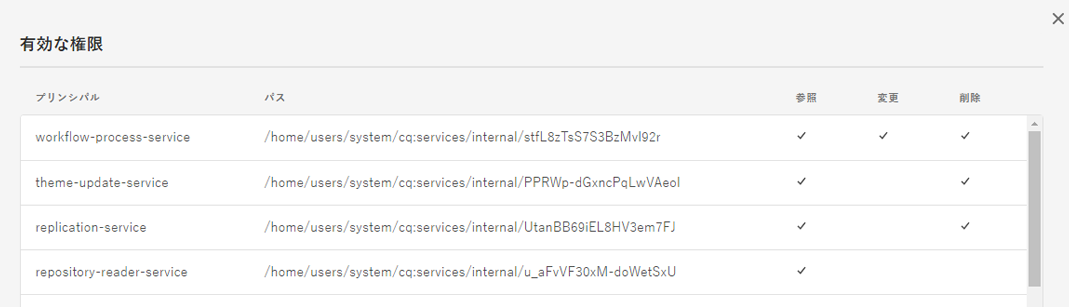 有効な権限
プリンシパル パス 参照 変更 削除
workflow-process-service /home/users/system/cq:services/internal/stfL8zTsS7S3BzMvI92r
theme-update-service /home/users/system/cq:services/internal/PPRWp-dGxncPqLwVAeoI
replication-service /home/users/system/cq:services/internal/UtanBB69iEL8HV3em7FJ
repository-reader-service /home/users/system/cq:services/internal/u_aFvVF30xM-doWetSxU